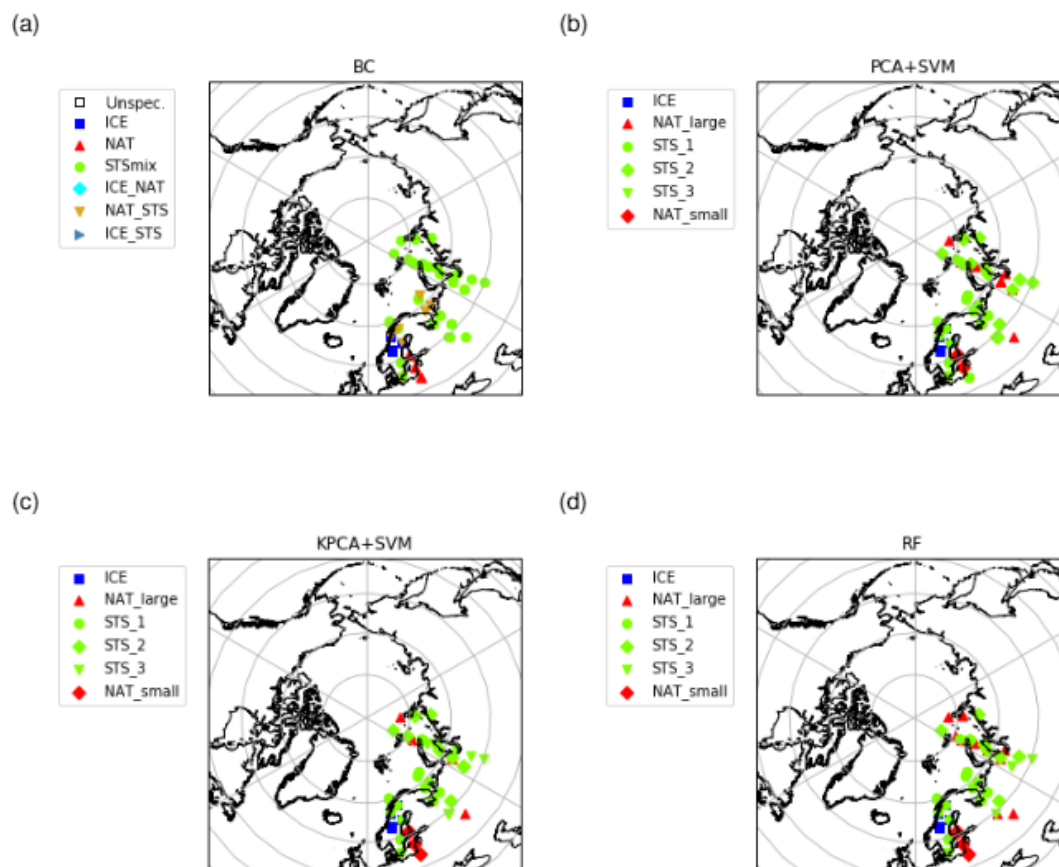 (a)
BC
Unspec.
ICE
NAT
STSmix
ICE_NAT
NAT_STS
ICE_STS
(b)
PCA+SVM
ICE
NAT_large
STS_1
STS_2
STS_3
NAT_small
(c)
KPCA+SVM
ICE
NAT_large
STS_1
STS_2
STS_3
NAT_small
(d)
RF
ICE
NAT_large
STS_1
STS_2
STS_3
NAT_small